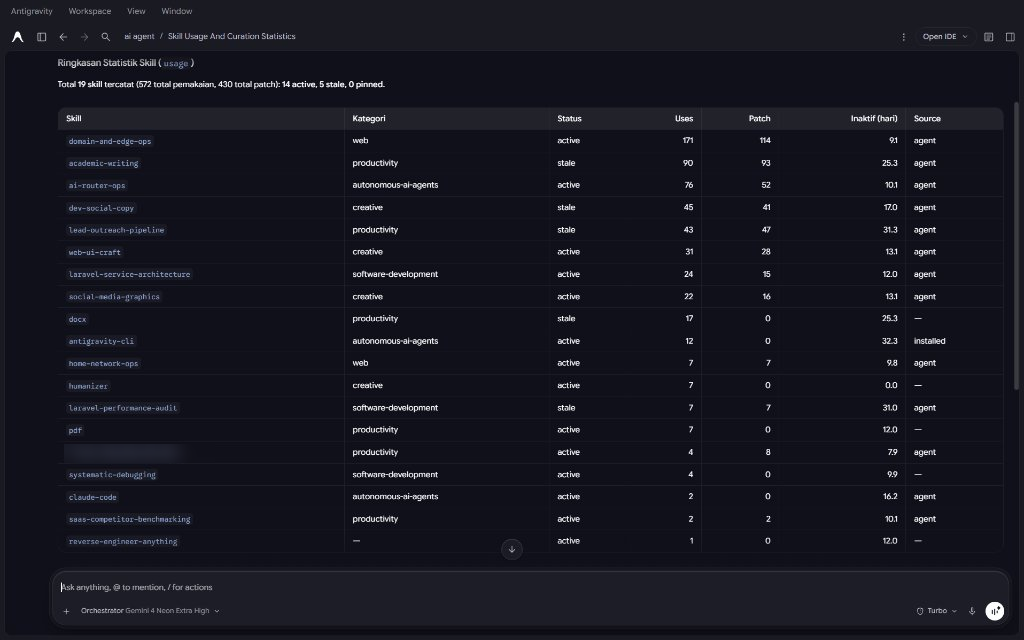 Antigravity Workspace View Window
ai agent / Skill Usage And Curation Statistics
Open IDE
Ringkasan Statistik Skill ( usage )
Total 19 skill tercatat (572 total pemakaian, 430 total patch): 14 active, 5 stale, 0 pinned.
Skill Kategori Status Uses Patch Inaktif (hari) Source
domain-and-edge-ops web active 171 114 9.1 agent
academic-writing productivity stale 90 93 25.3 agent
ai-router-ops autonomous-ai-agents active 76 52 10.1 agent
dev-social-copy creative stale 45 41 17.0 agent
lead-outreach-pipeline productivity stale 43 47 31.3 agent
web-ui-craft creative active 31 28 13.1 agent
laravel-service-architecture software-development active 24 15 12.0 agent
social-media-graphics creative active 22 16 13.1 agent
docx productivity stale 17 0 25.3 —
antigravity-cli autonomous-ai-agents active 12 0 32.3 installed
home-network-ops web active 7 7 9.8 agent
humanizer creative active 7 0 0.0 —
laravel-performance-audit software-development stale 7 7 31.0 agent
pdf productivity active 7 0 12.0 —
productivity active 4 8 7.9 agent
systematic-debugging software-development active 4 0 9.9 —
claude-code autonomous-ai-agents active 2 0 16.2 agent
saas-competitor-benchmarking productivity active 2 2 10.1 agent
reverse-engineer-anything — active 1 0 12.0 —
Ask anything, @ to mention, / for actions
Orchestrator Gemini 4 Neon Extra High
Turbo